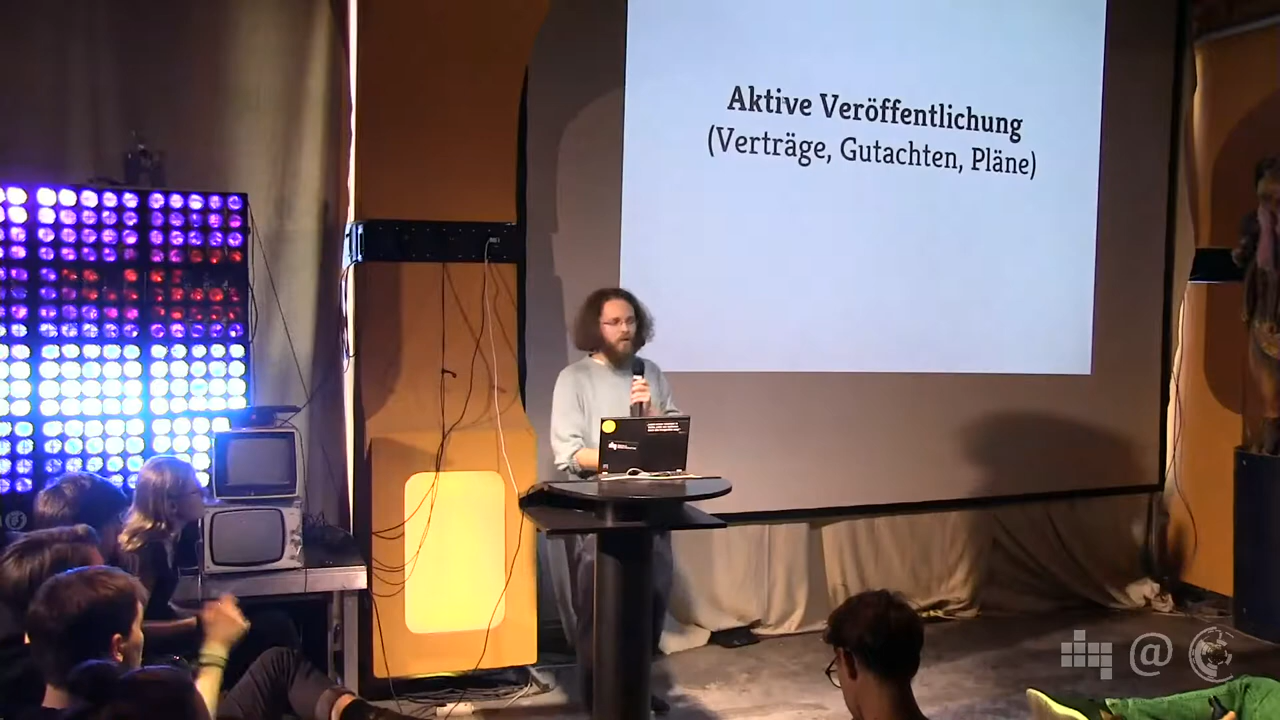 Aktive Veröffentlichung
(Verträge, Gutachten, Pläne)
@